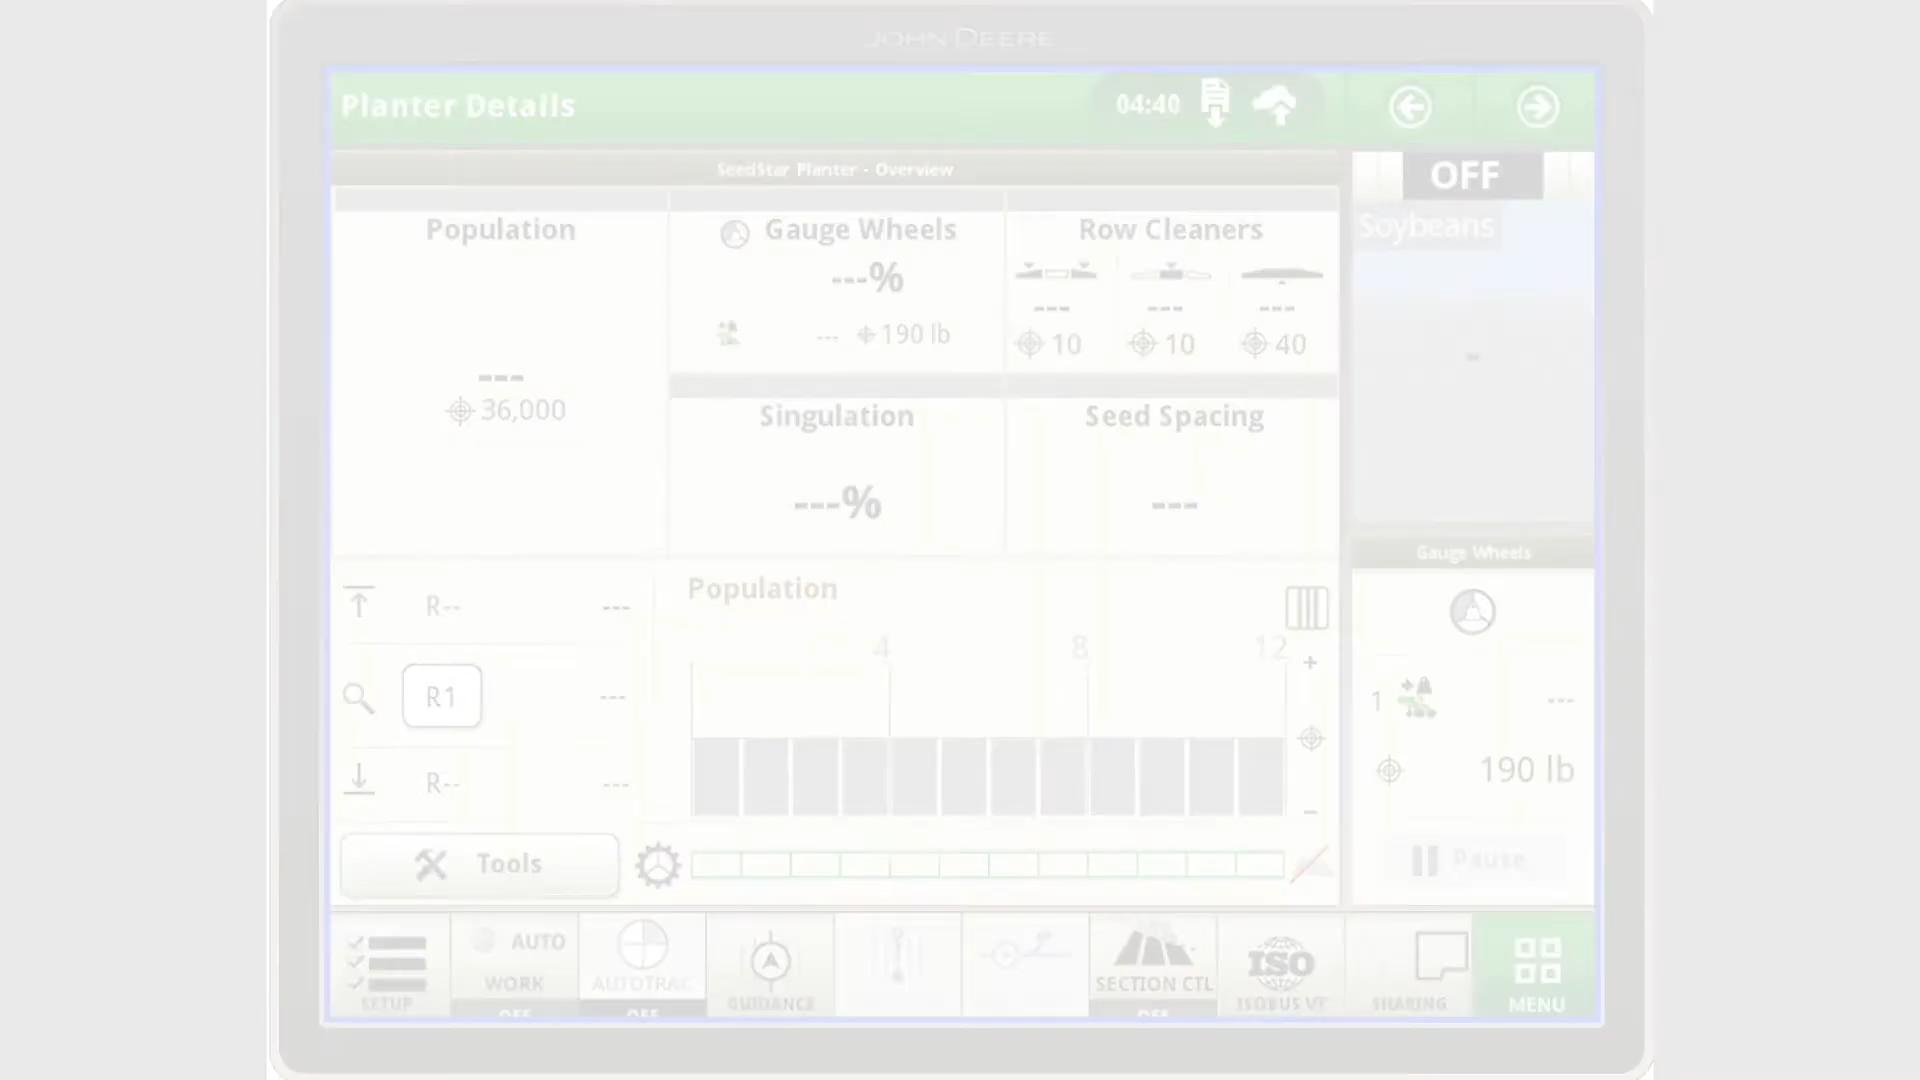 JOHN DEERE
Planter Details
04:40
SeedStar Planter - Overview
OFF
Soybeans
Population
---
36,000
Gauge Wheels
---%
--- 190 lb
Row Cleaners
--- --- ---
10 10 40
Singulation
---%
Seed Spacing
---
R-- ---
R1 ---
R-- ---
Tools
Population
4 8 12
+
-
Gauge Wheels
1 ---
190 lb
Pause
SETUP
AUTO
WORK
OFF
AUTOTRAC
OFF
GUIDANCE
SECTION CTL
OFF
ISO
ISOBUS VT
SHARING
MENU